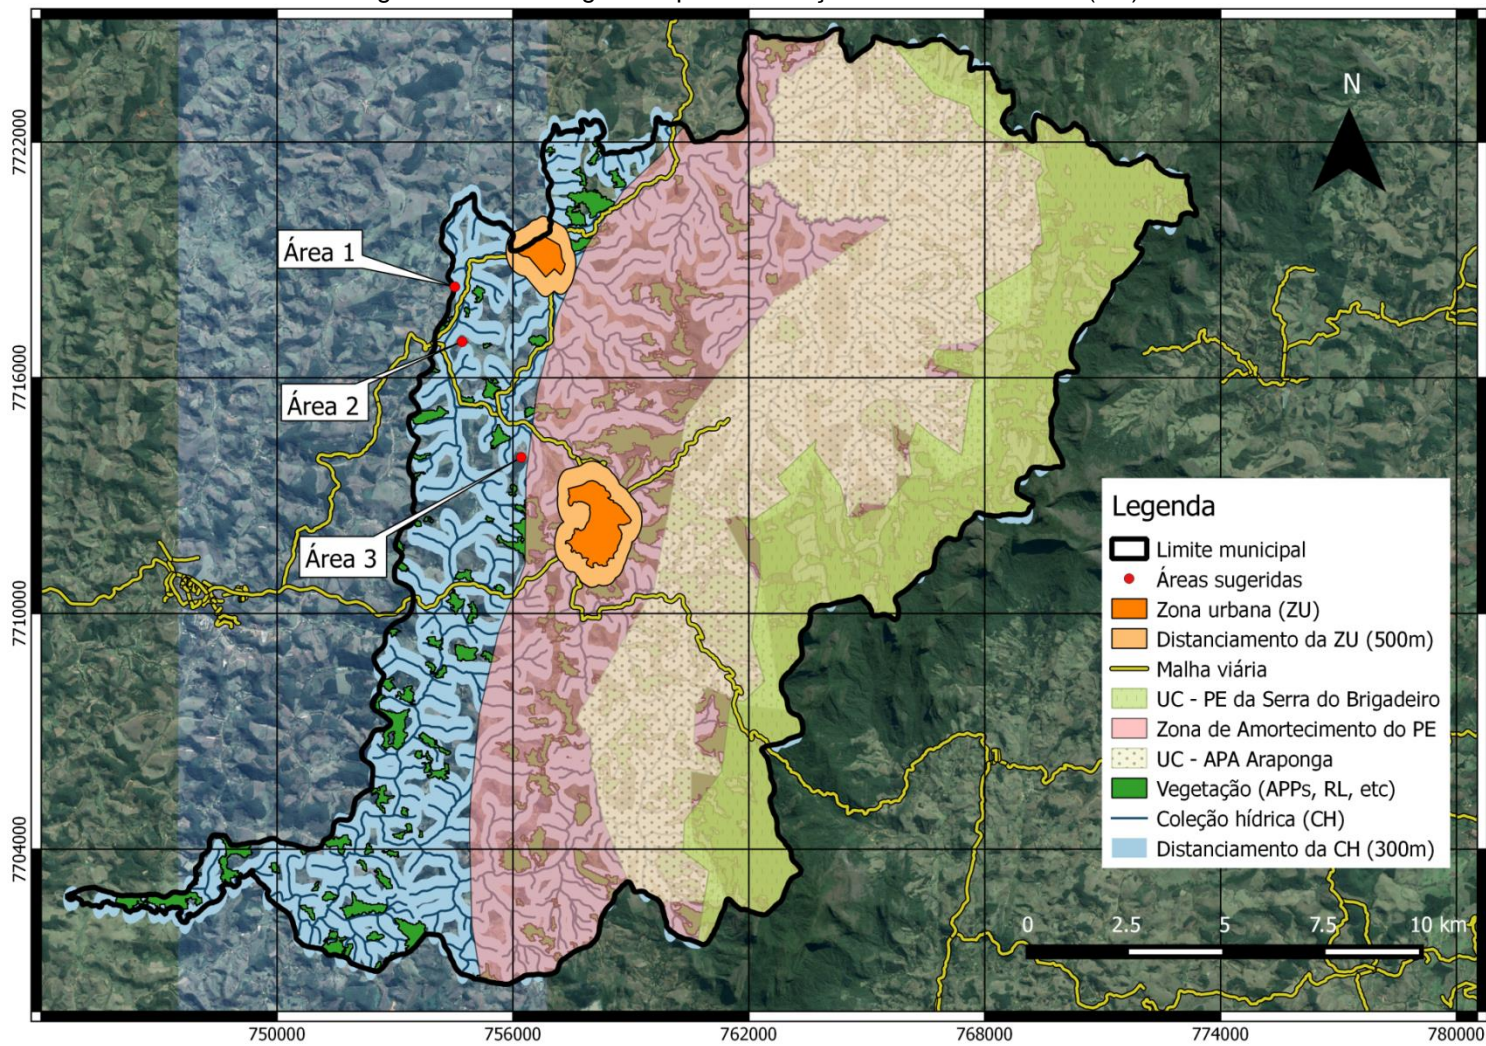 N
7722000
7716000
7710000
7704000
Área 1
Área 2
Área 3
Legenda
Limite municipal
Áreas sugeridas
Zona urbana (ZU)
Distanciamento da ZU (500m)
Malha viária
UC - PE da Serra do Brigadeiro
Zona de Amortecimento do PE
UC - APA Araponga
Vegetação (APPs, RL, etc)
Coleção hídrica (CH)
Distanciamento da CH (300m)
0 2.5 5 7.5 10 km
750000 756000 762000 768000 774000 780000